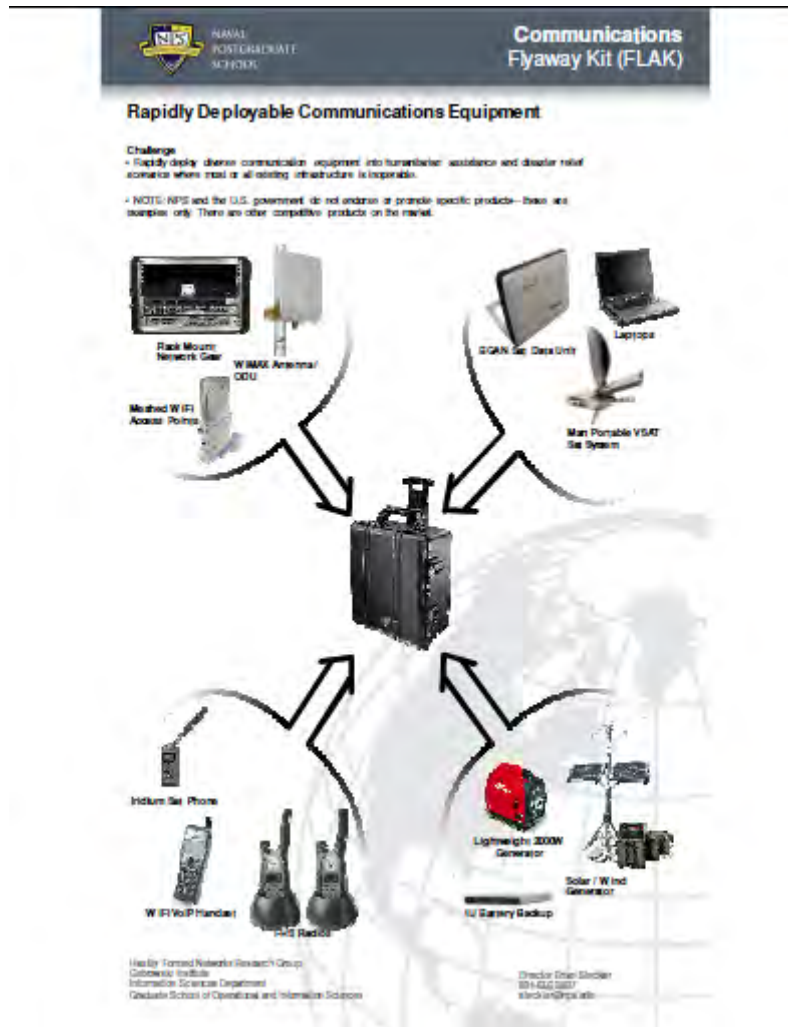 NPS
NAVAL
POSTGRADUATE
SCHOOL
Communications
Flyaway Kit (FLAK)
Rapidly Deployable Communications Equipment
Challenge
• Rapidly deploy diverse communication equipment into humanitarian assistance and disaster relief
scenarios where most or all existing infrastructure is inoperable.
• NOTE: NPS and the U.S. government do not endorse or promote specific products-- these are
examples only. There are other competitive products on the market.
Rack Mount
Network Gear
WiMAX Antenna/
ODU
Meshed WiFi
Access Points
BGAN Sat Data Unit
Laptops
Man Portable VSAT
Sat System
Iridium Sat Phone
WiFi VoIP Handset
FRS Radios
Lightweight 2000W
Generator
Solar / Wind
Generator
1U Battery Backup
Hastily Formed Networks Research Group
Cebrowski Institute
Information Sciences Department
Graduate School of Operational and Information Sciences
Director Brian Steckler